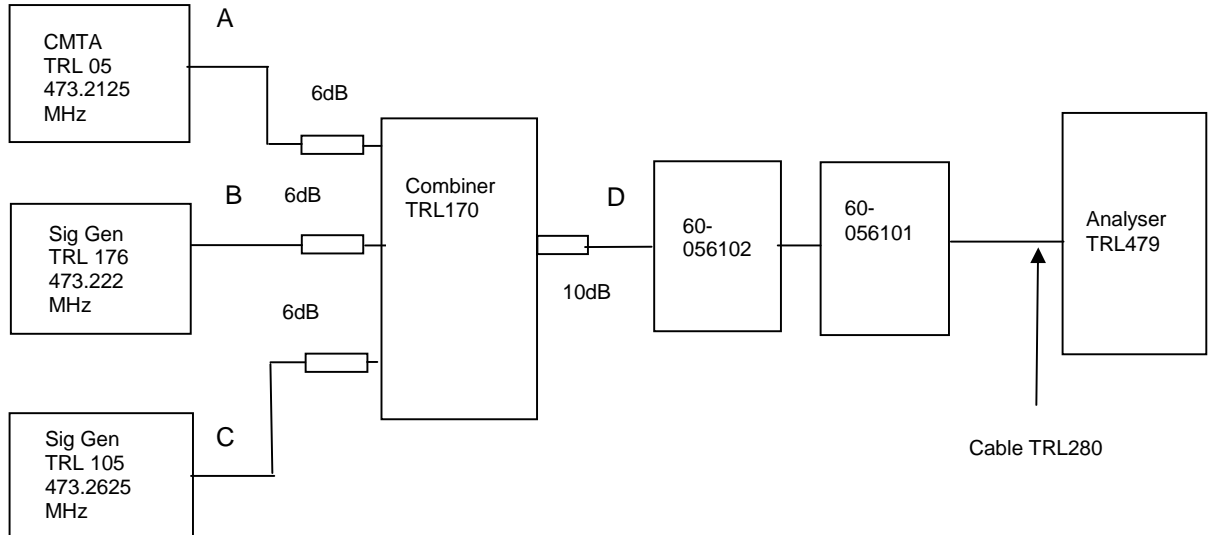 A
CMTA
TRL 05
473.2125
MHz
6dB
B
6dB
Sig Gen
TRL 176
473.222
MHz
6dB
C
Sig Gen
TRL 105
473.2625
MHz
Combiner
TRL170
D
10dB
60-
056102
60-
056101
Analyser
TRL479
Cable TRL280